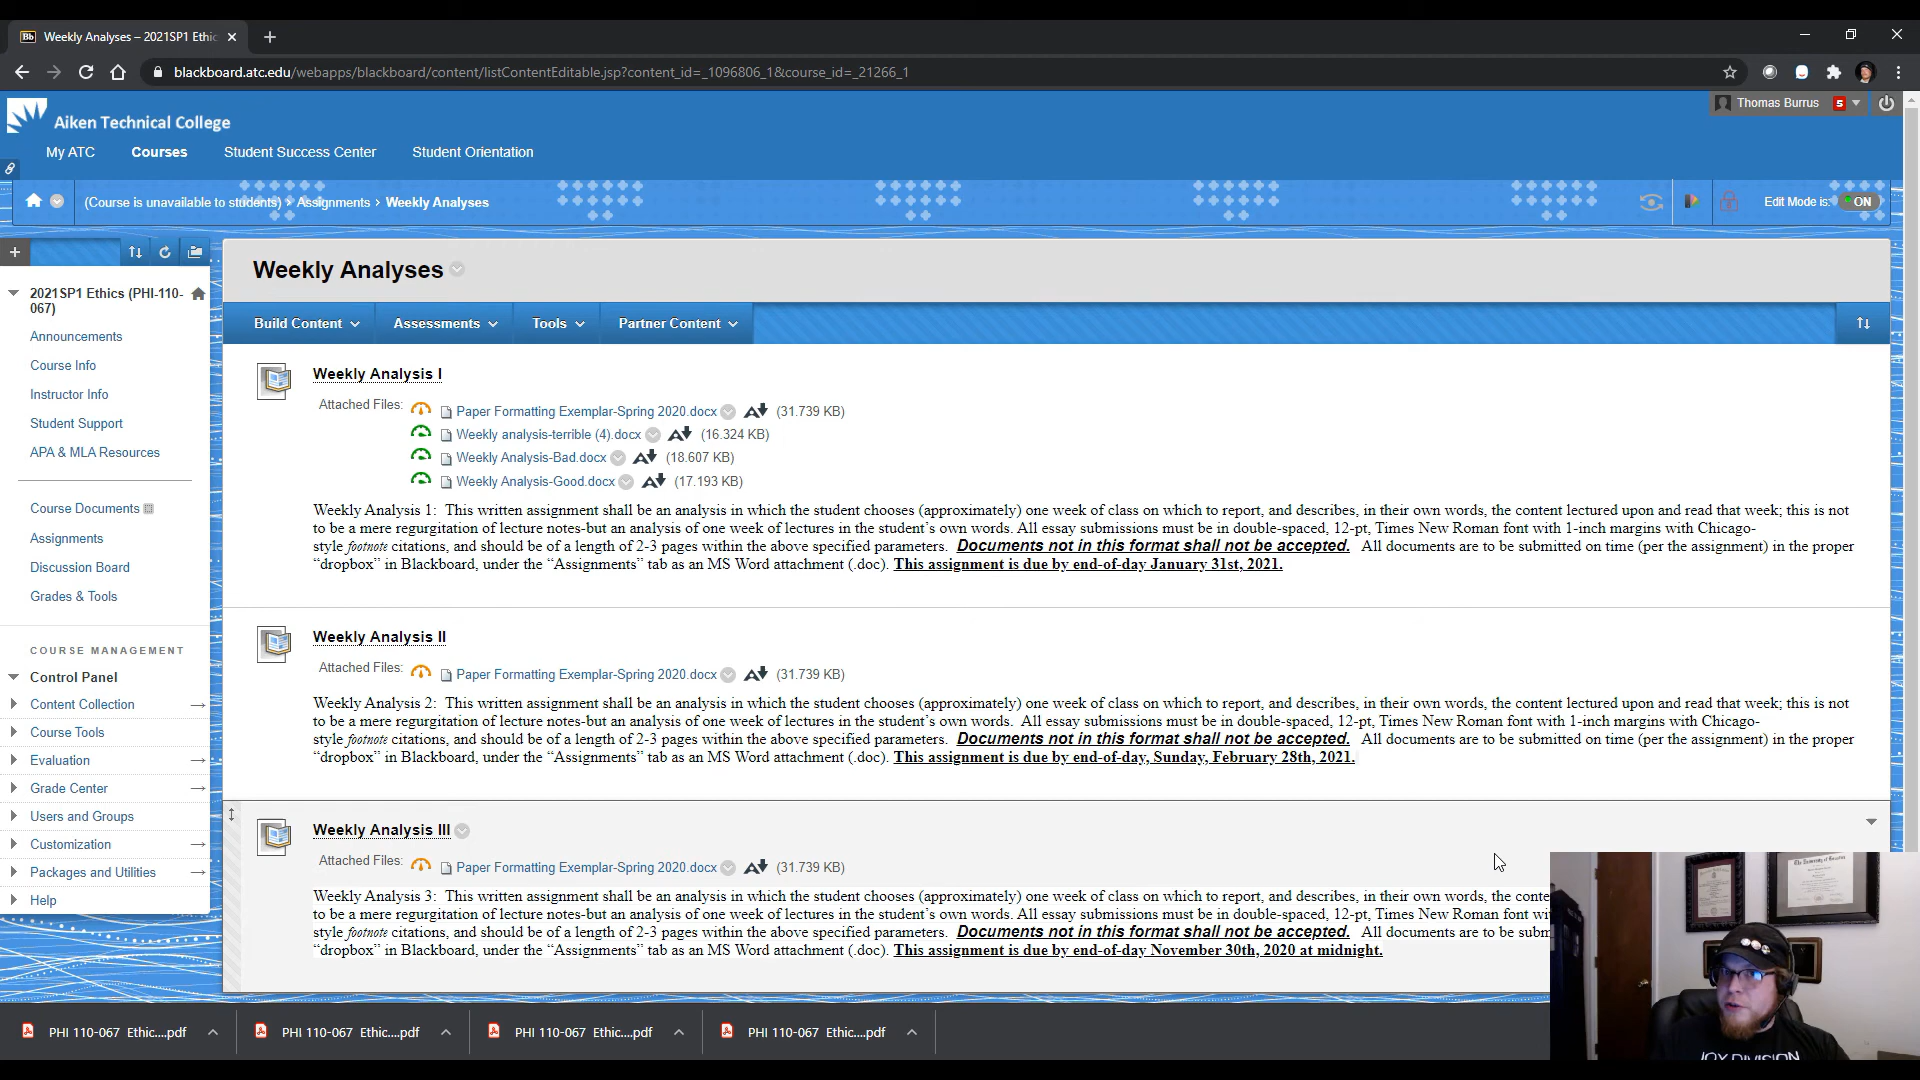 Bb Weekly Analyses – 2021SP1 Ethic
blackboard.atc.edu/webapps/blackboard/content/listContentEditable.jsp?content_id=_1096806_1&course_id=_21266_1
Thomas Burrus 5
Aiken Technical College
My ATC Courses Student Success Center Student Orientation
(Course is unavailable to students) > Assignments > Weekly Analyses
Edit Mode is: ON
2021SP1 Ethics (PHI-110-
067)
Announcements
Course Info
Instructor Info
Student Support
APA & MLA Resources
Course Documents
Assignments
Discussion Board
Grades & Tools
COURSE MANAGEMENT
Control Panel
Content Collection
Course Tools
Evaluation
Grade Center
Users and Groups
Customization
Packages and Utilities
Help
Weekly Analyses
Build Content Assessments Tools Partner Content
Weekly Analysis I
Attached Files: Paper Formatting Exemplar-Spring 2020.docx (31.739 KB)
Weekly analysis-terrible (4).docx (16.324 KB)
Weekly Analysis-Bad.docx (18.607 KB)
Weekly Analysis-Good.docx (17.193 KB)
Weekly Analysis 1: This written assignment shall be an analysis in which the student chooses (approximately) one week of class on which to report, and describes, in their own words, the content lectured upon and read that week; this is not
to be a mere regurgitation of lecture notes-but an analysis of one week of lectures in the student's own words. All essay submissions must be in double-spaced, 12-pt, Times New Roman font with 1-inch margins with Chicago-
style footnote citations, and should be of a length of 2-3 pages within the above specified parameters. Documents not in this format shall not be accepted. All documents are to be submitted on time (per the assignment) in the proper
“dropbox” in Blackboard, under the “Assignments” tab as an MS Word attachment (.doc). This assignment is due by end-of-day January 31st, 2021.
Weekly Analysis II
Attached Files: Paper Formatting Exemplar-Spring 2020.docx (31.739 KB)
Weekly Analysis 2: This written assignment shall be an analysis in which the student chooses (approximately) one week of class on which to report, and describes, in their own words, the content lectured upon and read that week; this is not
to be a mere regurgitation of lecture notes-but an analysis of one week of lectures in the student's own words. All essay submissions must be in double-spaced, 12-pt, Times New Roman font with 1-inch margins with Chicago-
style footnote citations, and should be of a length of 2-3 pages within the above specified parameters. Documents not in this format shall not be accepted. All documents are to be submitted on time (per the assignment) in the proper
“dropbox” in Blackboard, under the “Assignments” tab as an MS Word attachment (.doc). This assignment is due by end-of-day, Sunday, February 28th, 2021.
Weekly Analysis III
Attached Files: Paper Formatting Exemplar-Spring 2020.docx (31.739 KB)
Weekly Analysis 3: This written assignment shall be an analysis in which the student chooses (approximately) one week of class on which to report, and describes, in their own words, the conte
to be a mere regurgitation of lecture notes-but an analysis of one week of lectures in the student's own words. All essay submissions must be in double-spaced, 12-pt, Times New Roman font wi
style footnote citations, and should be of a length of 2-3 pages within the above specified parameters. Documents not in this format shall not be accepted. All documents are to be subm
“dropbox” in Blackboard, under the “Assignments” tab as an MS Word attachment (.doc). This assignment is due by end-of-day November 30th, 2020 at midnight.
PHI 110-067 Ethic....pdf PHI 110-067 Ethic....pdf PHI 110-067 Ethic....pdf PHI 110-067 Ethic....pdf
JOY DIVISION